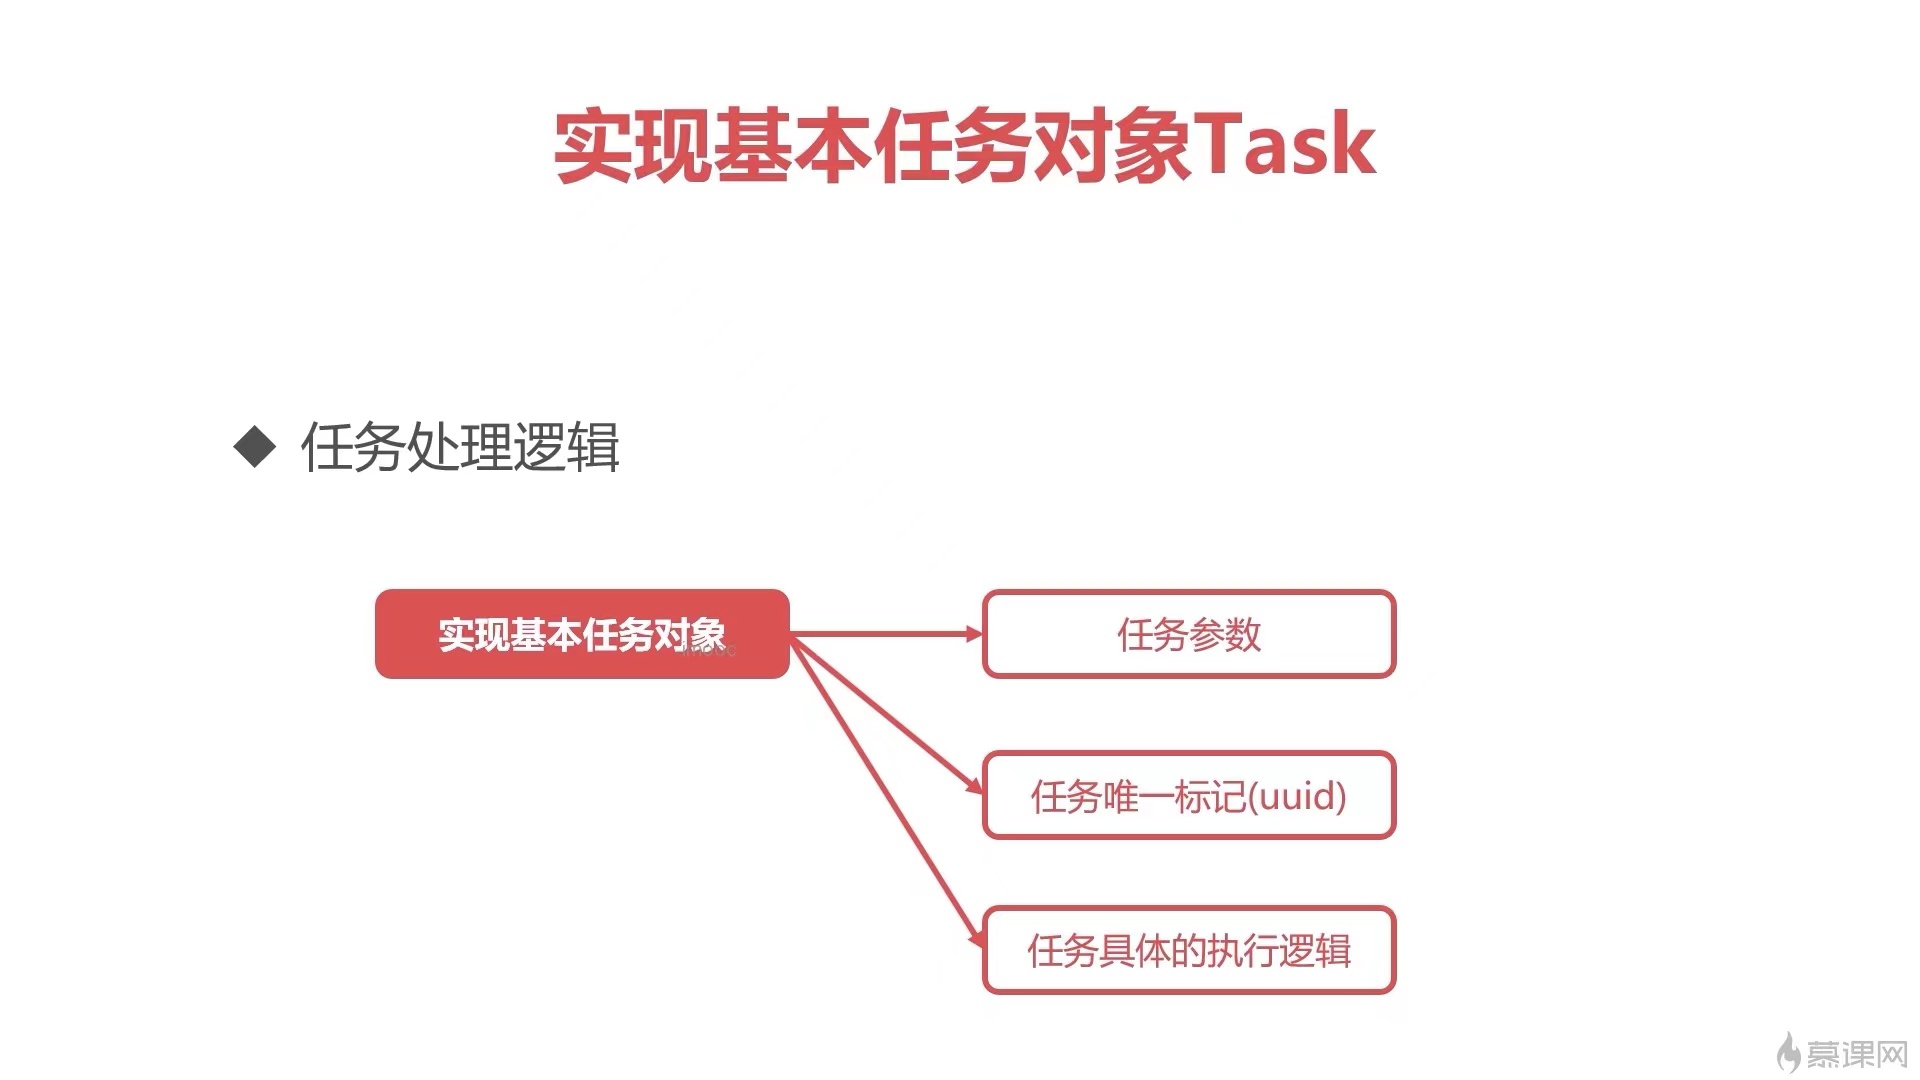 实现基本任务对象Task
任务处理逻辑
实现基本任务对象
imooc
任务参数
任务唯一标记(uuid)
任务具体的执行逻辑
慕课网